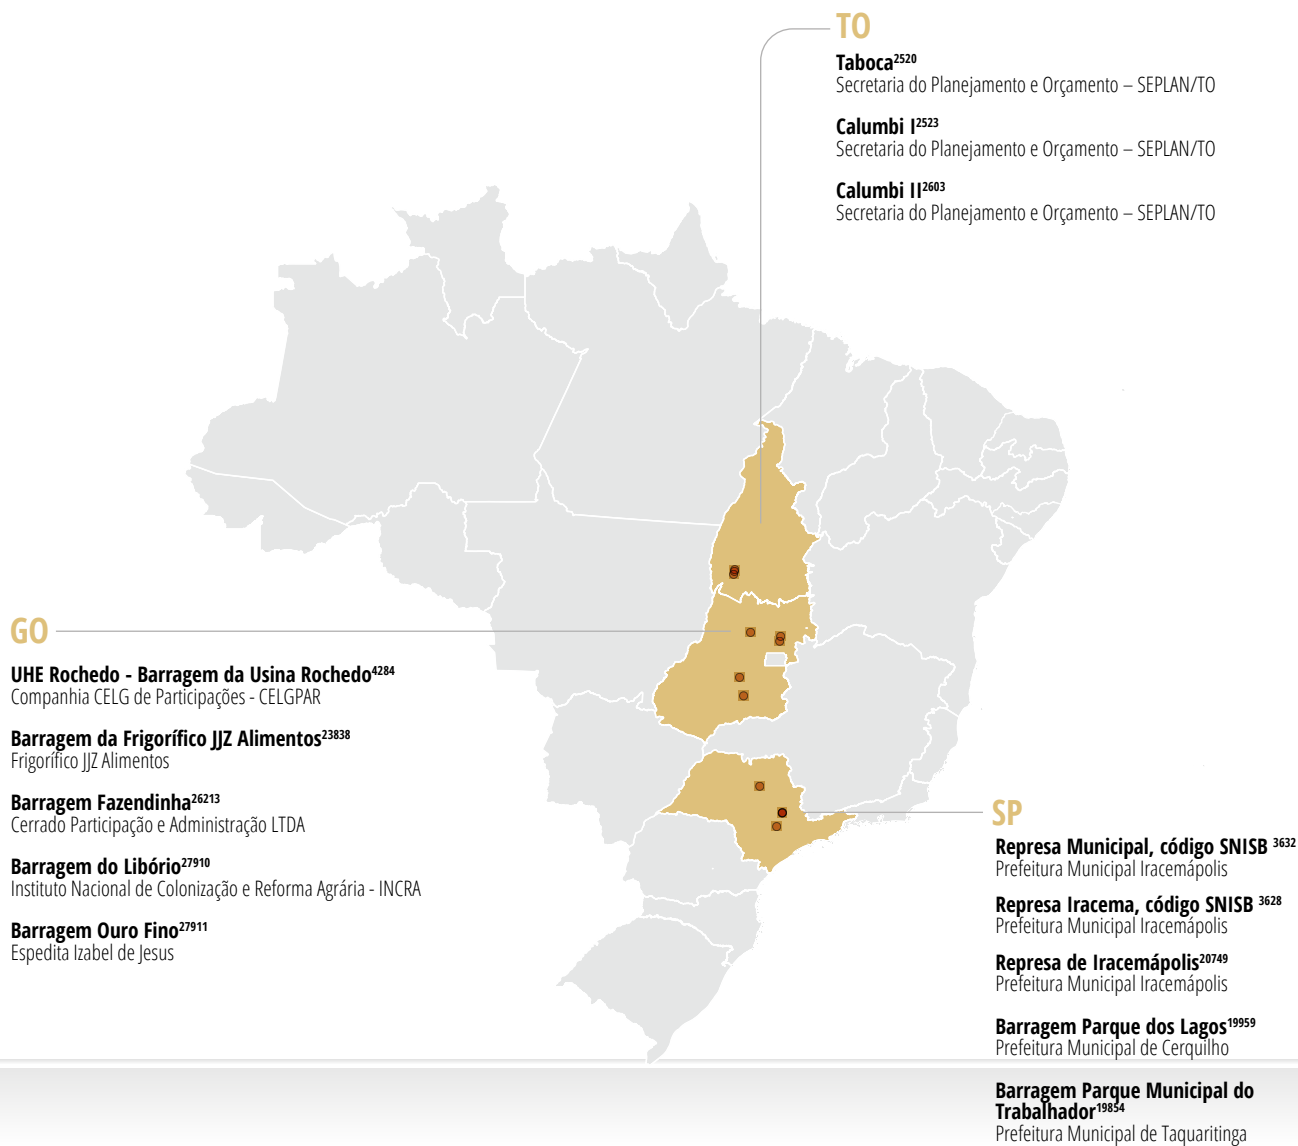 TO
Taboca2520
Secretaria do Planejamento e Orçamento – SEPLAN/TO
Calumbi I2523
Secretaria do Planejamento e Orçamento – SEPLAN/TO
Calumbi II2603
Secretaria do Planejamento e Orçamento – SEPLAN/TO
GO
UHE Rochedo - Barragem da Usina Rochedo4284
Companhia CELG de Participações - CELGPAR
Barragem da Frigorífico JJZ Alimentos23838
Frigorífico JJZ Alimentos
Barragem Fazendinha26213
Cerrado Participação e Administração LTDA
Barragem do Libório27910
Instituto Nacional de Colonização e Reforma Agrária - INCRA
Barragem Ouro Fino27911
Espedita Izabel de Jesus
SP
Represa Municipal, código SNISB 3632
Prefeitura Municipal Iracemápolis
Represa Iracema, código SNISB 3628
Prefeitura Municipal Iracemápolis
Represa de Iracemápolis20749
Prefeitura Municipal Iracemápolis
Barragem Parque dos Lagos19959
Prefeitura Municipal de Cerquilho
Barragem Parque Municipal do
Trabalhador19854
Prefeitura Municipal de Taquaritinga